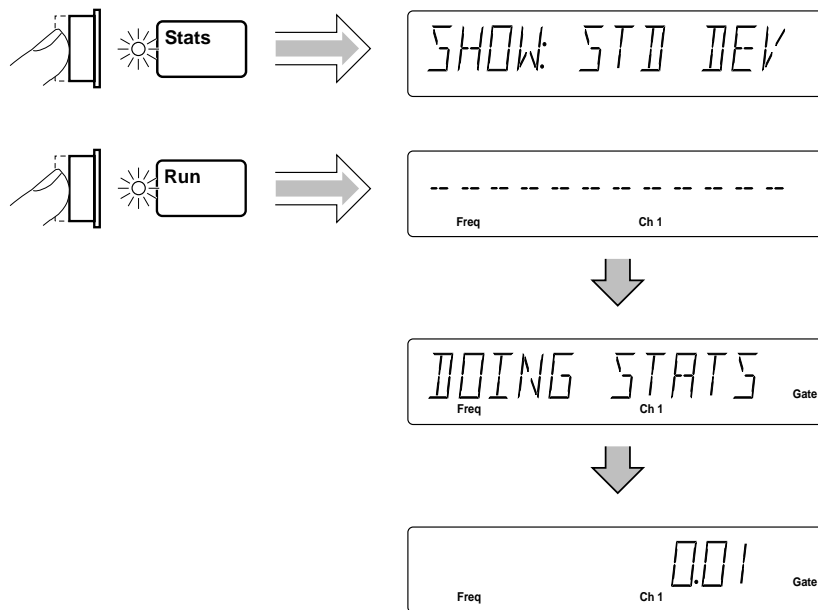 Stats
SHOW: STD DEV
Run
-- -- -- -- -- -- -- -- -- -- -- --
Freq Ch 1
DOING STATS
Freq Ch 1 Gate
0.01
Freq Ch 1 Gate